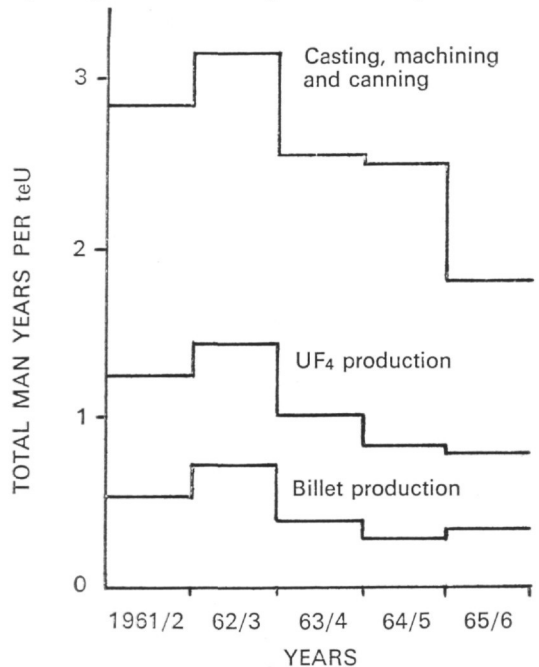 Casting, machining
and canning
3
2
1
0
TOTAL MAN YEARS PER teU
UF₄ production
Billet production
1961/2 62/3 63/4 64/5 65/6
YEARS